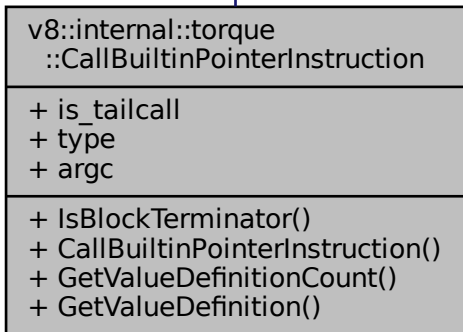 v8::internal::torque
::CallBuiltinPointerInstruction
+ is_tailcall
+ type
+ argc
+ IsBlockTerminator()
+ CallBuiltinPointerInstruction()
+ GetValueDefinitionCount()
+ GetValueDefinition()